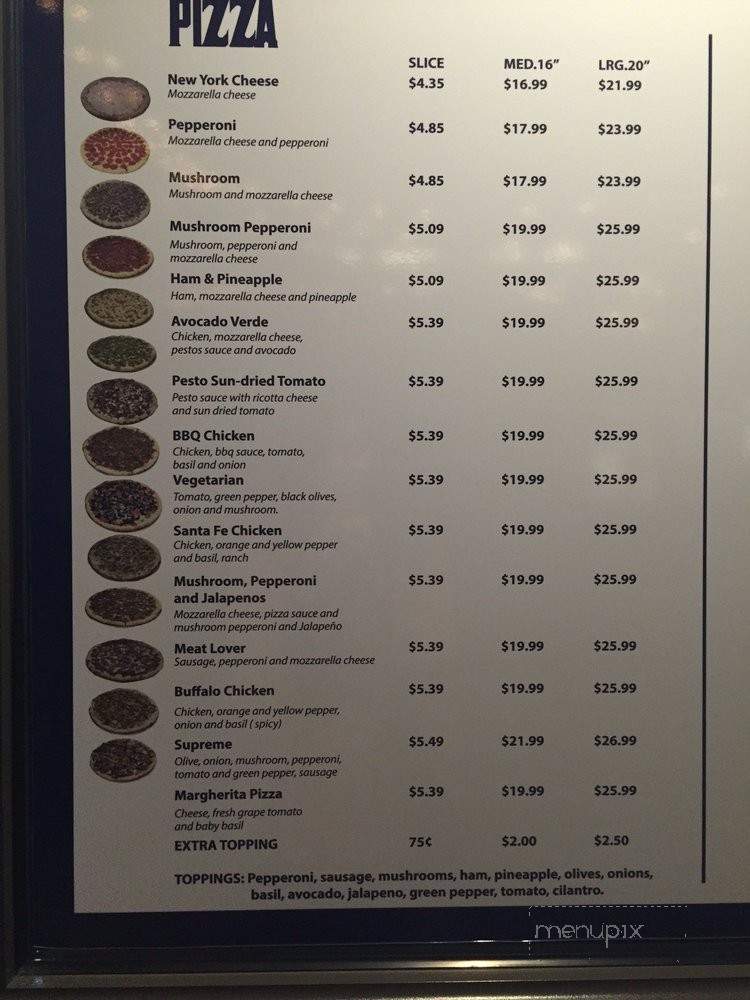 PIZZA
SLICE MED.16" LRG.20"
New York Cheese $4.35 $16.99 $21.99
Mozzarella cheese
Pepperoni $4.85 $17.99 $23.99
Mozzarella cheese and pepperoni
Mushroom $4.85 $17.99 $23.99
Mushroom and mozzarella cheese
Mushroom Pepperoni $5.09 $19.99 $25.99
Mushroom, pepperoni and
mozzarella cheese
Ham & Pineapple $5.09 $19.99 $25.99
Ham, mozzarella cheese and pineapple
Avocado Verde $5.39 $19.99 $25.99
Chicken, mozzarella cheese,
pestos sauce and avocado
Pesto Sun-dried Tomato $5.39 $19.99 $25.99
Pesto sauce with ricotta cheese
and sun dried tomato
BBQ Chicken $5.39 $19.99 $25.99
Chicken, bbq sauce, tomato,
basil and onion
Vegetarian $5.39 $19.99 $25.99
Tomato, green pepper, black olives,
onion and mushroom.
Santa Fe Chicken $5.39 $19.99 $25.99
Chicken, orange and yellow pepper
and basil, ranch
Mushroom, Pepperoni $5.39 $19.99 $25.99
and Jalapenos
Mozzarella cheese, pizza sauce and
mushroom pepperoni and Jalapeño
Meat Lover $5.39 $19.99 $25.99
Sausage, pepperoni and mozzarella cheese
Buffalo Chicken $5.39 $19.99 $25.99
Chicken, orange and yellow pepper,
onion and basil ( spicy)
Supreme $5.49 $21.99 $26.99
Olive, onion, mushroom, pepperoni,
tomato and green pepper, sausage
Margherita Pizza $5.39 $19.99 $25.99
Cheese, fresh grape tomato
and baby basil
EXTRA TOPPING 75¢ $2.00 $2.50
TOPPINGS: Pepperoni, sausage, mushrooms, ham, pineapple, olives, onions,
basil, avocado, jalapeno, green pepper, tomato, cilantro.
menupix